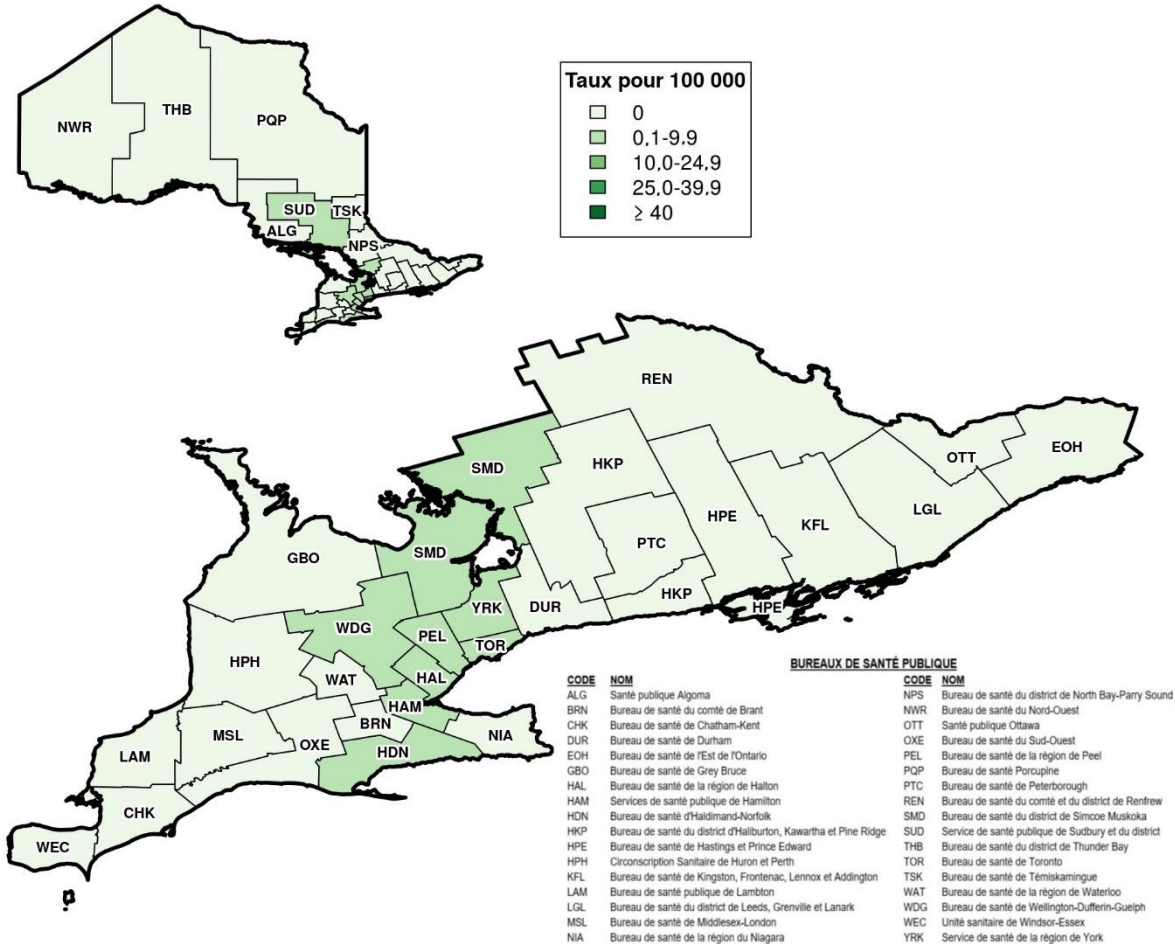 Taux pour 100 000
0
0,1-9,9
10,0-24,9
25,0-39,9
≥ 40
NWR
THB
PQP
SUD
TSK
ALG
NPS
REN
SMD
HKP
OTT
EOH
LGL
HPE
KFL
PTC
GBO
SMD
YRK
DUR
HKP
HPE
WDG
PEL
TOR
HPH
WAT
HAL
HAM
MSL
BRN
NIA
OXE
HDN
LAM
CHK
WEC
BUREAUX DE SANTÉ PUBLIQUE
CODE NOM
ALG Santé publique Algoma
BRN Bureau de santé du comté de Brant
CHK Bureau de santé de Chatham-Kent
DUR Bureau de santé de Durham
EOH Bureau de santé de l'Est de l'Ontario
GBO Bureau de santé de Grey Bruce
HAL Bureau de santé de la région de Halton
HAM Services de santé publique de Hamilton
HDN Bureau de santé d'Haldimand-Norfolk
HKP Bureau de santé du district d'Haliburton, Kawartha et Pine Ridge
HPE Bureau de santé de Hastings et Prince Edward
HPH Circonscription Sanitaire de Huron et Perth
KFL Bureau de santé de Kingston, Frontenac, Lennox et Addington
LAM Bureau de santé publique de Lambton
LGL Bureau de santé du district de Leeds, Grenville et Lanark
MSL Bureau de santé de Middlesex-London
NIA Bureau de santé de la région du Niagara
CODE NOM
NPS Bureau de santé du district de North Bay-Parry Sound
NWR Bureau de santé du Nord-Ouest
OTT Santé publique Ottawa
OXE Bureau de santé du Sud-Ouest
PEL Bureau de santé de la région de Peel
PQP Bureau de santé Porcupine
PTC Bureau de santé de Peterborough
REN Bureau de santé du comté et du district de Renfrew
SMD Bureau de santé du district de Simcoe Muskoka
SUD Service de santé publique de Sudbury et du district
THB Bureau de santé du district de Thunder Bay
TOR Bureau de santé de Toronto
TSK Bureau de santé de Témiskamingue
WAT Bureau de santé de la région de Waterloo
WDG Bureau de santé de Wellington-Dufferin-Guelph
WEC Unité sanitaire de Windsor-Essex
YRK Service de santé de la région de York